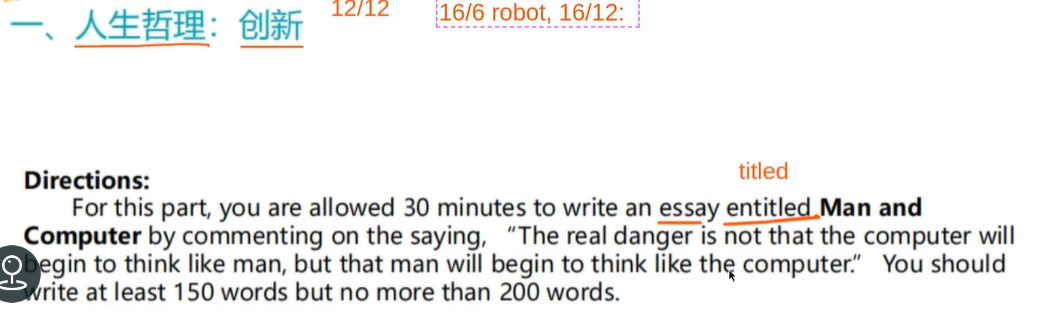 一、人生哲理：创新 12/12 16/6 robot, 16/12:
titled
Directions:
For this part, you are allowed 30 minutes to write an essay entitled Man and
Computer by commenting on the saying, “The real danger is not that the computer will
begin to think like man, but that man will begin to think like the computer.” You should
write at least 150 words but no more than 200 words.